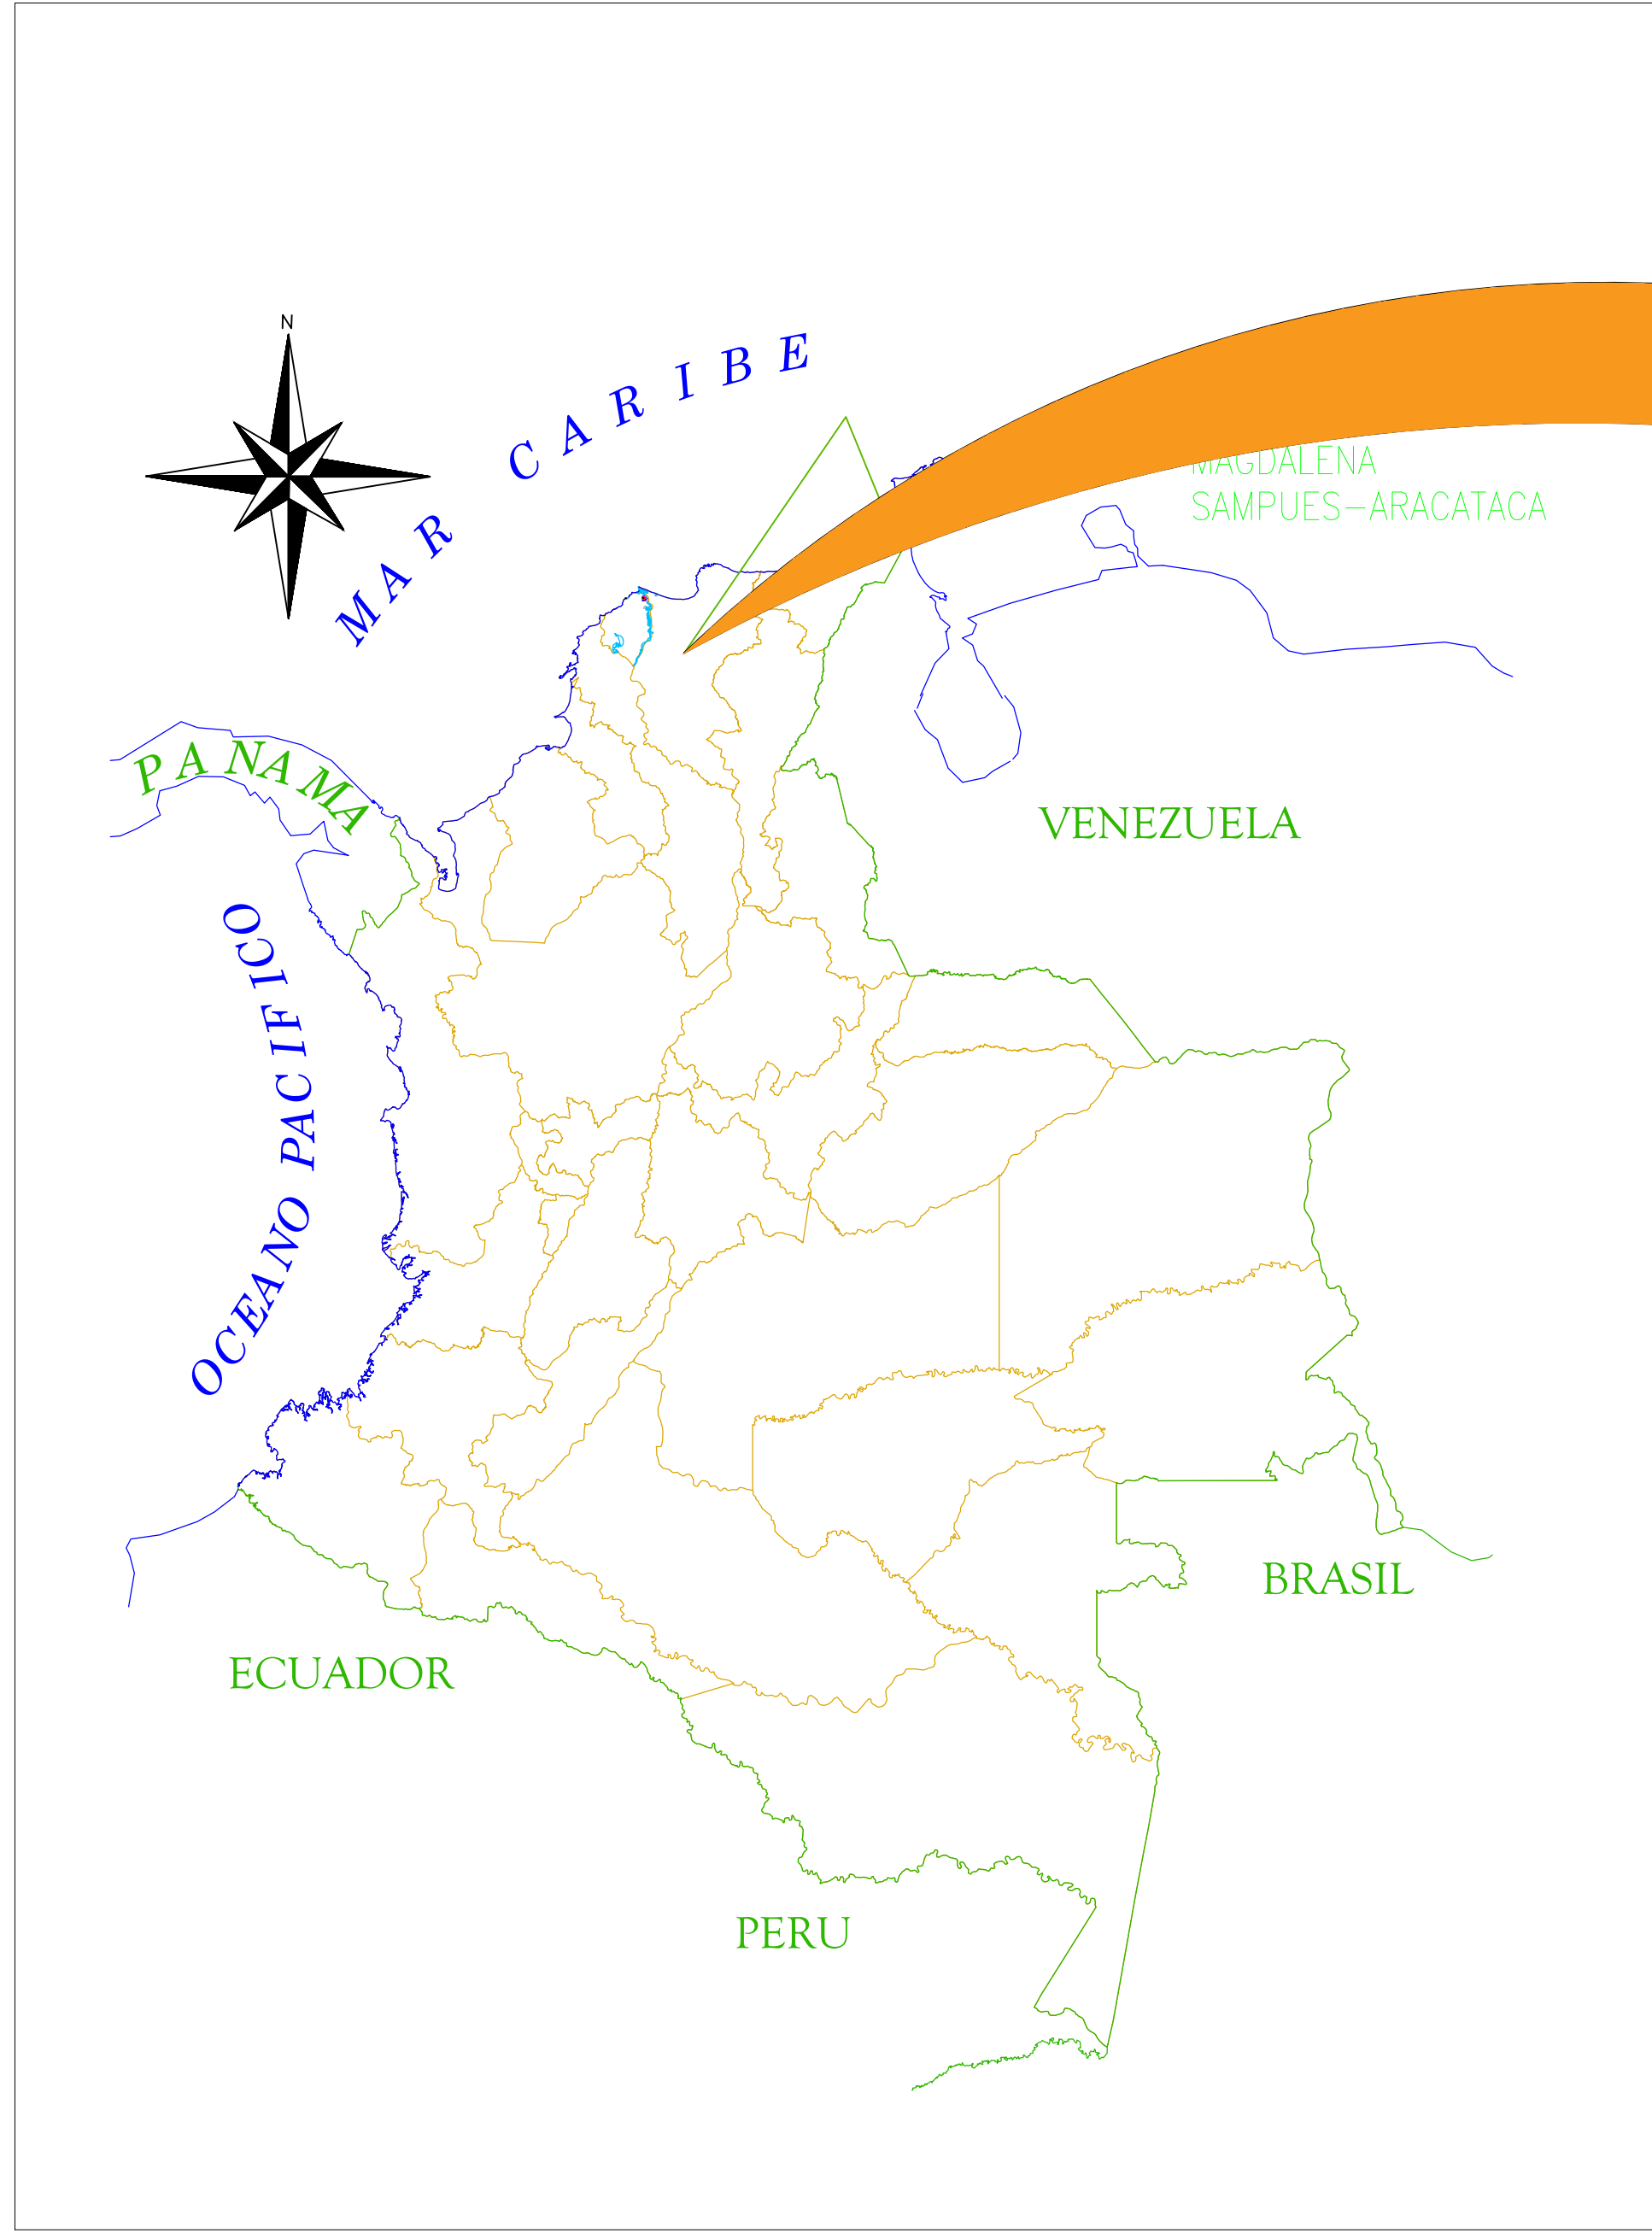 N
MAR CARIBE
MAGDALENA
SAMPUES-ARACATACA
PANAMA
VENEZUELA
OCEANO PACIFICO
BRASIL
ECUADOR
PERU